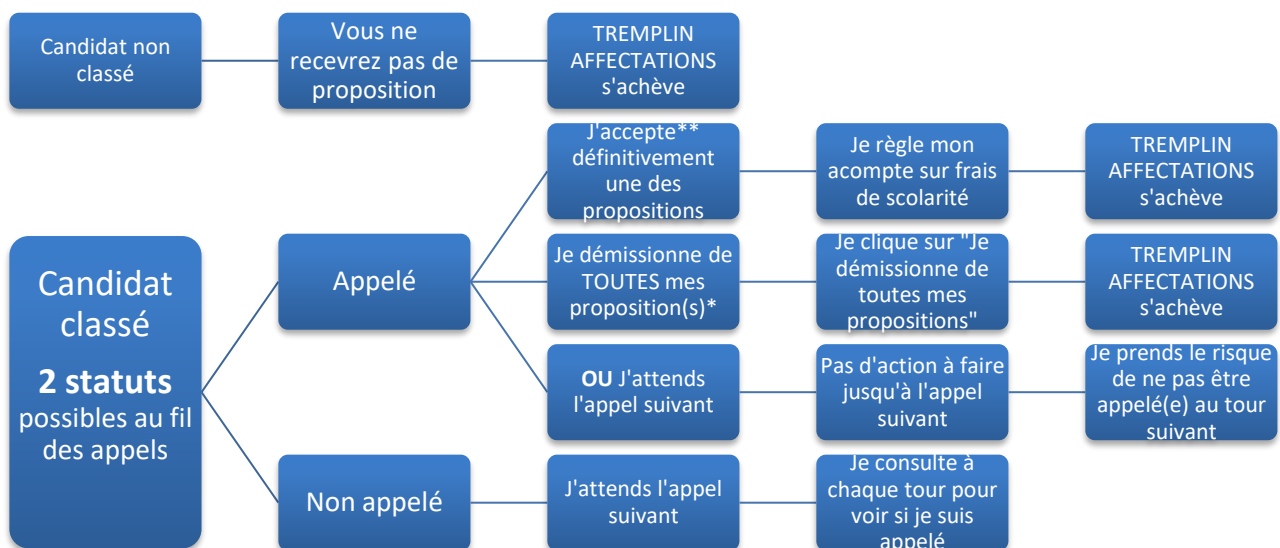 Candidat non
classé
Vous ne
recevrez pas de
proposition
TREMPLIN
AFFECTATIONS
s'achève
Candidat
classé
2 statuts
possibles au fil
des appels
Appelé
J'accepte**
définitivement
une des
propositions
Je règle mon
acompte sur frais
de scolarité
TREMPLIN
AFFECTATIONS
s'achève
Je démissionne de
TOUTES mes
proposition(s)*
Je clique sur "Je
démissionne de
toutes mes
propositions"
TREMPLIN
AFFECTATIONS
s'achève
OU J'attends
l'appel suivant
Pas d'action à faire
jusqu'à l'appel
suivant
Je prends le risque
de ne pas être
appelé(e) au tour
suivant
Non appelé
J'attends l'appel
suivant
Je consulte à
chaque tour pour
voir si je suis
appelé